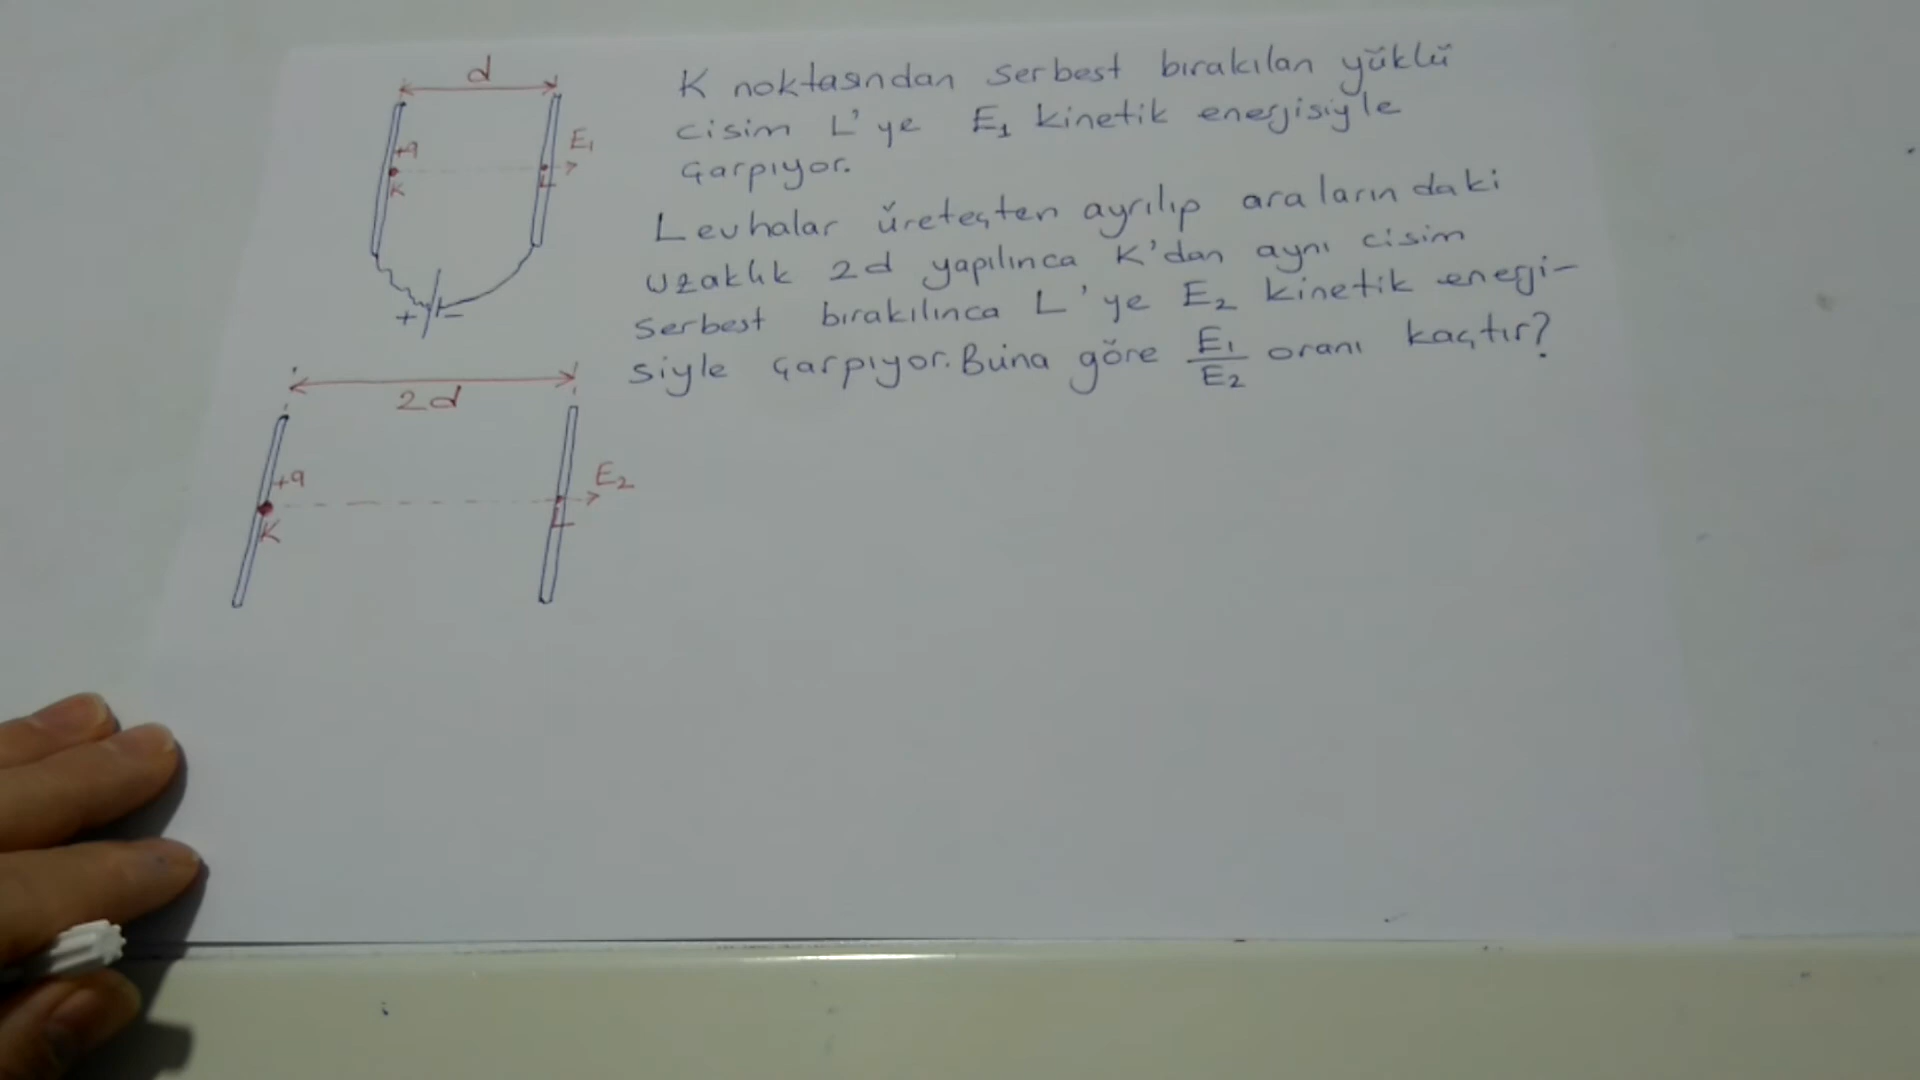 d
K noktasından serbest bırakılan yüklü
cisim L'ye E1 kinetik enerjisiyle
çarpıyor.
Levhalar üreteçten ayrılıp aralarındaki
uzaklık 2d yapılınca K'dan aynı cisim
serbest bırakılınca L'ye E2 kinetik enerji-
siyle çarpıyor. Buna göre E1/E2 oranı kaçtır?
+q
K
L
E1
+ -
2d
+q
K
L
E2